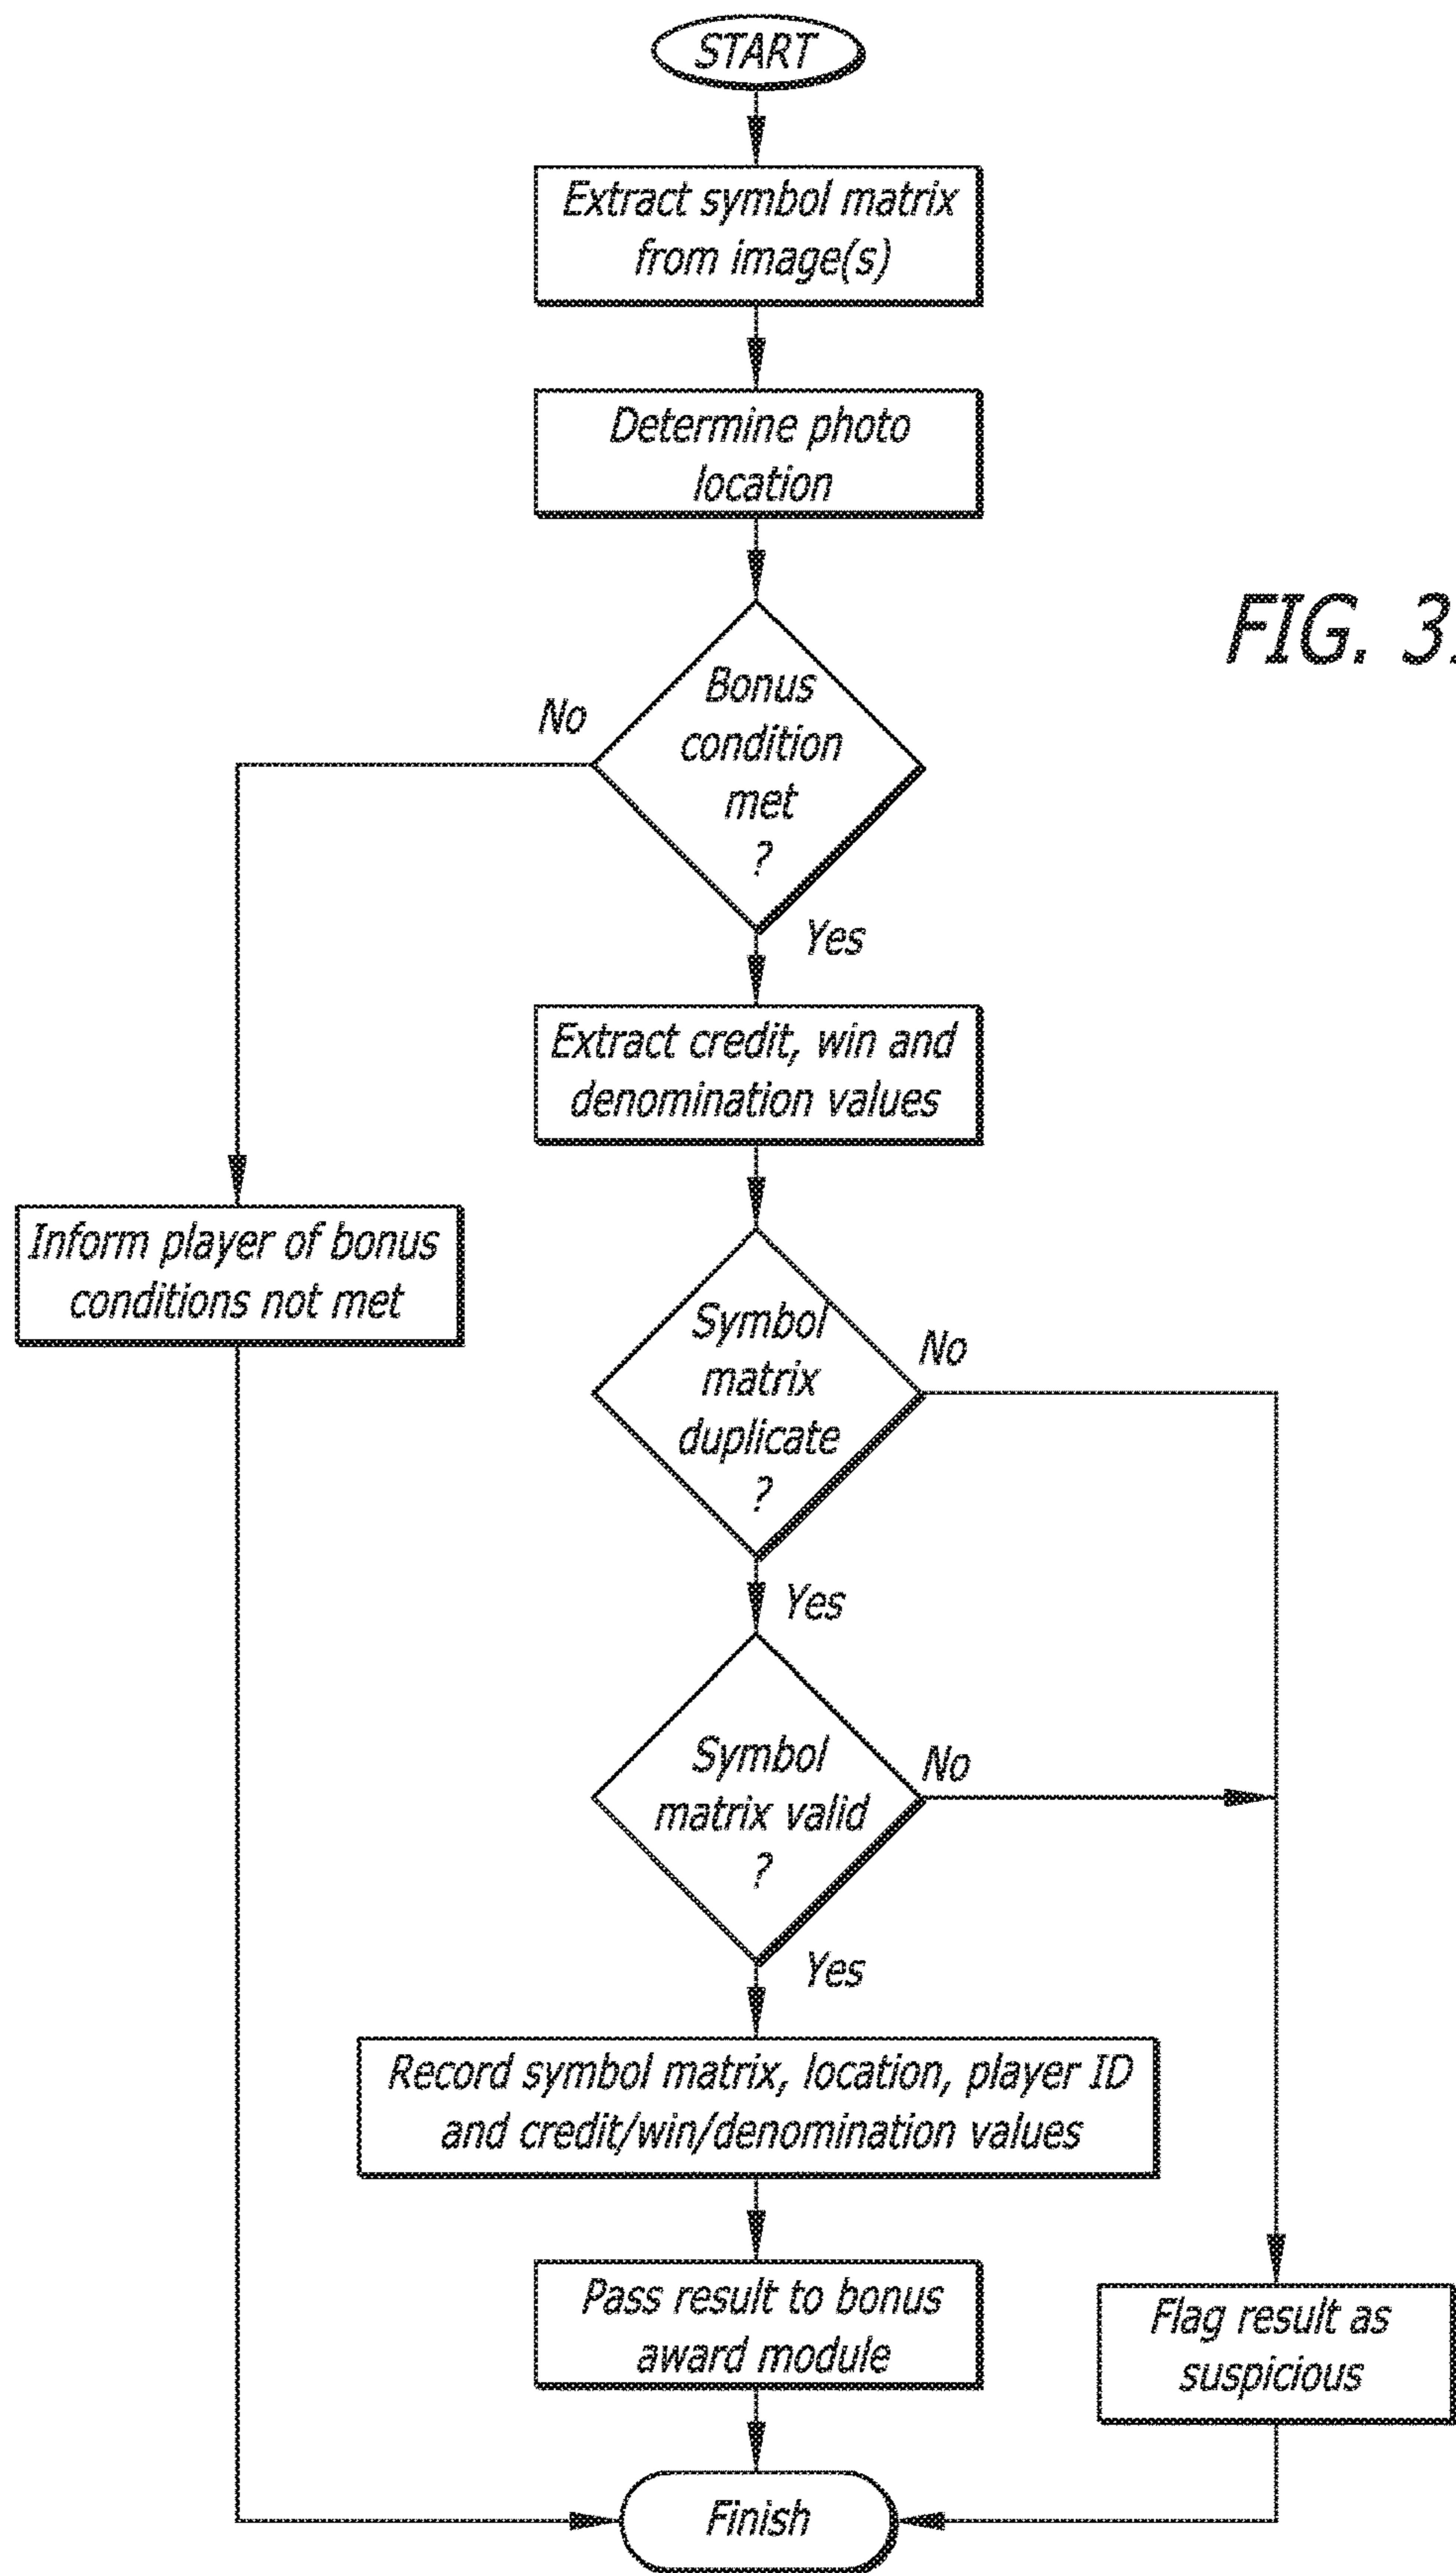 START
Extract symbol matrix
from image(s)
Determine photo
location
FIG. 3
Bonus
condition
met
?
No
Yes
Extract credit, win and
denomination values
Inform player of bonus
conditions not met
Symbol
matrix
duplicate
?
No
Yes
Symbol
matrix valid
?
No
Yes
Record symbol matrix, location, player ID
and credit/win/denomination values
Pass result to bonus
award module
Flag result as
suspicious
Finish